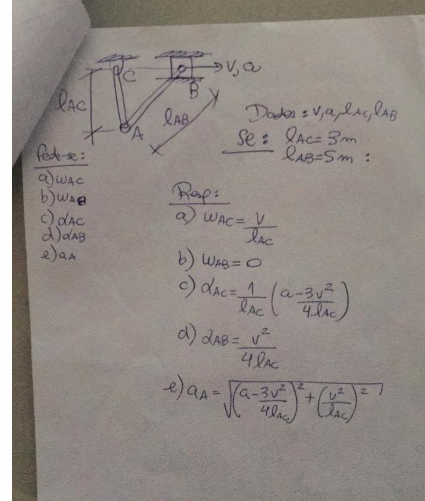 C
V, a
B
lAC
A
lAB
Dados: V, a, lAC, lAB
Se: lAC = 3m
lAB = 5m :
Pede-se:
a) ωAC
b) ωAB
c) αAC
d) αAB
e) aA
Resp:
a) ωAC = V/lAC
b) ωAB = 0
c) αAC = 1/lAC (a - 3v²/4lAC)
d) αAB = v²/4lAC
e) aA = √((a - 3v²/4lAC)² + (v²/lAC)²)